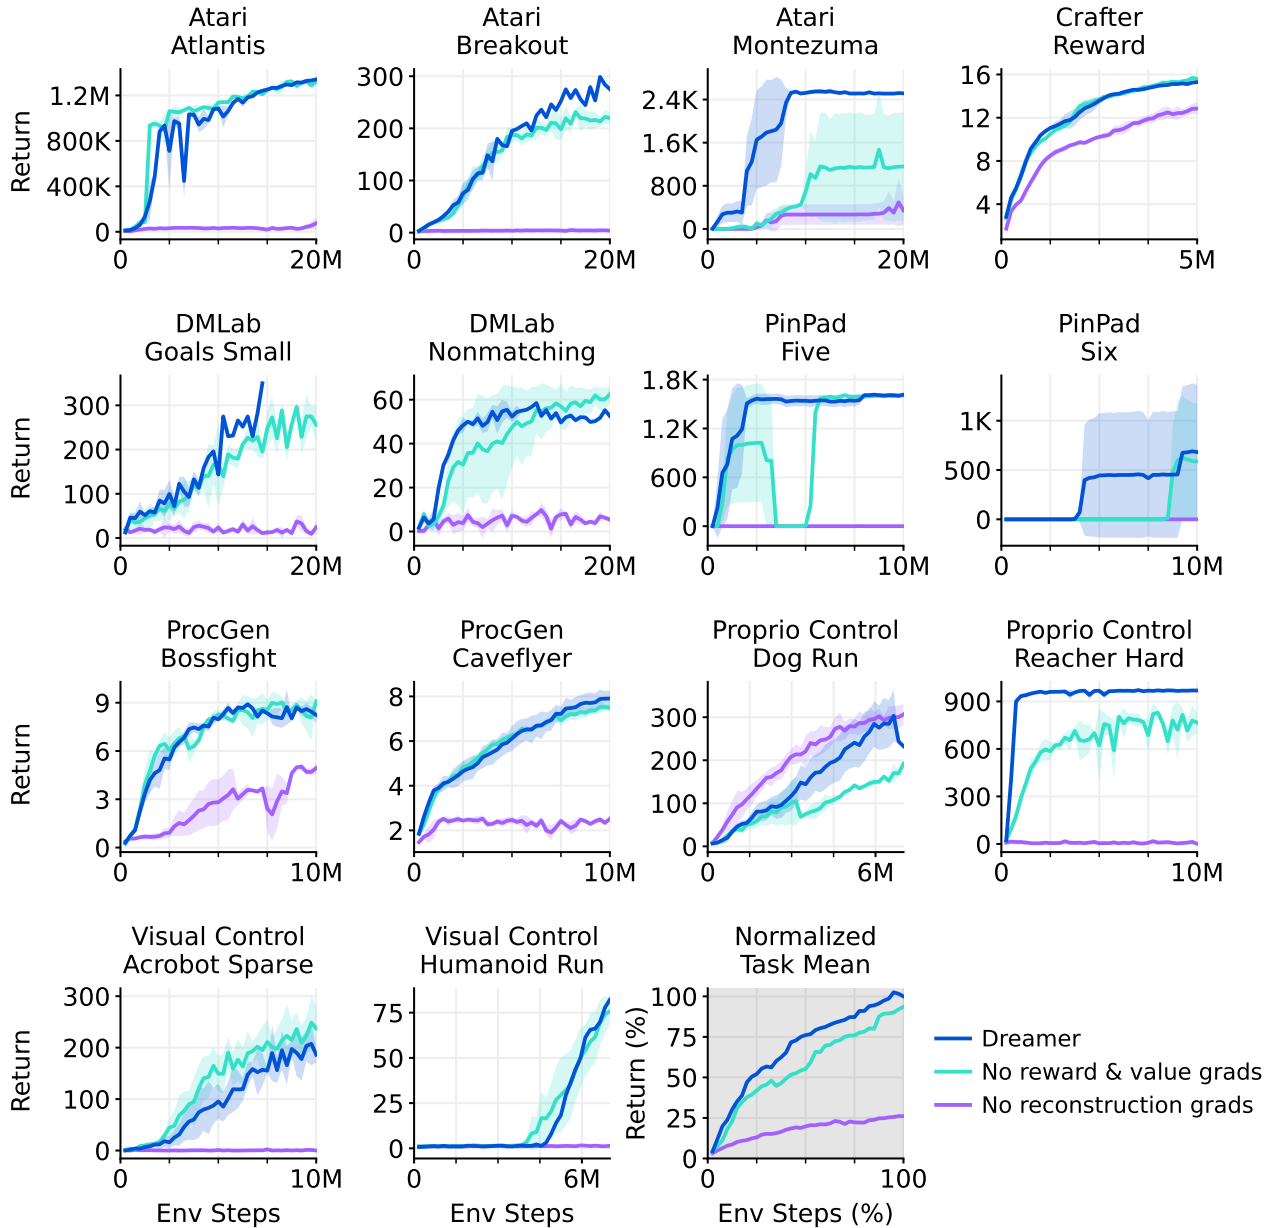 Atari
Atlantis
Return
1.2M
800K
400K
0
0
20M
Atari
Breakout
300
200
100
0
0
20M
Atari
Montezuma
2.4K
1.6K
800
0
0
20M
Crafter
Reward
16
12
8
4
0
5M
DMLab
Goals Small
Return
300
200
100
0
0
20M
DMLab
Nonmatching
60
40
20
0
0
20M
PinPad
Five
1.8K
1.2K
600
0
0
10M
PinPad
Six
1K
500
0
0
10M
ProcGen
Bossfight
Return
9
6
3
0
0
10M
ProcGen
Caveflyer
8
6
4
2
0
10M
Proprio Control
Dog Run
300
200
100
0
0
6M
Proprio Control
Reacher Hard
900
600
300
0
0
10M
Visual Control
Acrobot Sparse
Return
300
200
100
0
0
10M
Env Steps
Visual Control
Humanoid Run
75
50
25
0
0
6M
Env Steps
Normalized
Task Mean
Return (%)
100
75
50
25
0
0
100
Env Steps (%)
Dreamer
No reward & value grads
No reconstruction grads